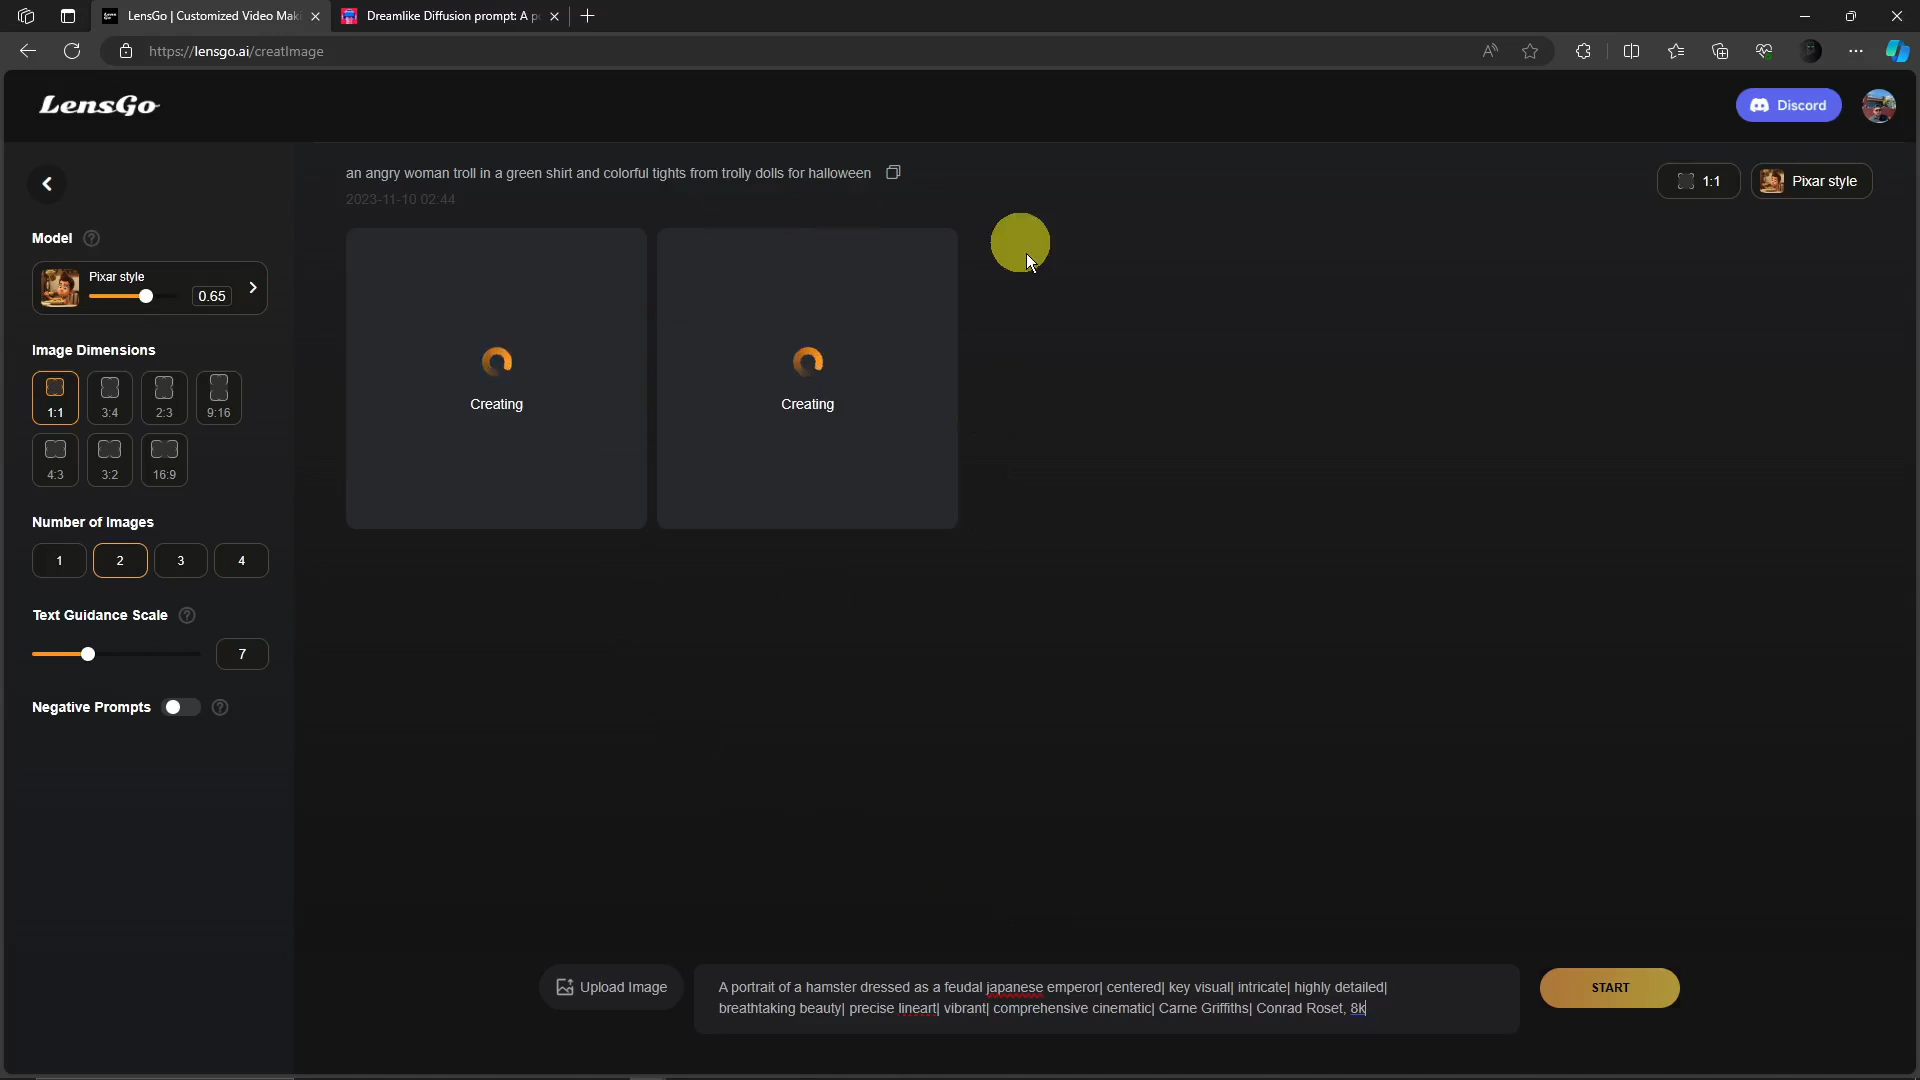 LensGo | Customized Video Maki
Dreamlike Diffusion prompt: A p
https://lensgo.ai/creatImage
LensGo
Discord
an angry woman troll in a green shirt and colorful tights from trolly dolls for halloween
2023-11-10 02:44
1:1
Pixar style
Model
Pixar style
0.65
Image Dimensions
1:1
3:4
2:3
9:16
4:3
3:2
16:9
Creating
Creating
Number of Images
1
2
3
4
Text Guidance Scale
7
Negative Prompts
Upload Image
A portrait of a hamster dressed as a feudal japanese emperor| centered| key visual| intricate| highly detailed|
breathtaking beauty| precise lineart| vibrant| comprehensive cinematic| Carne Griffiths| Conrad Roset, 8k
START